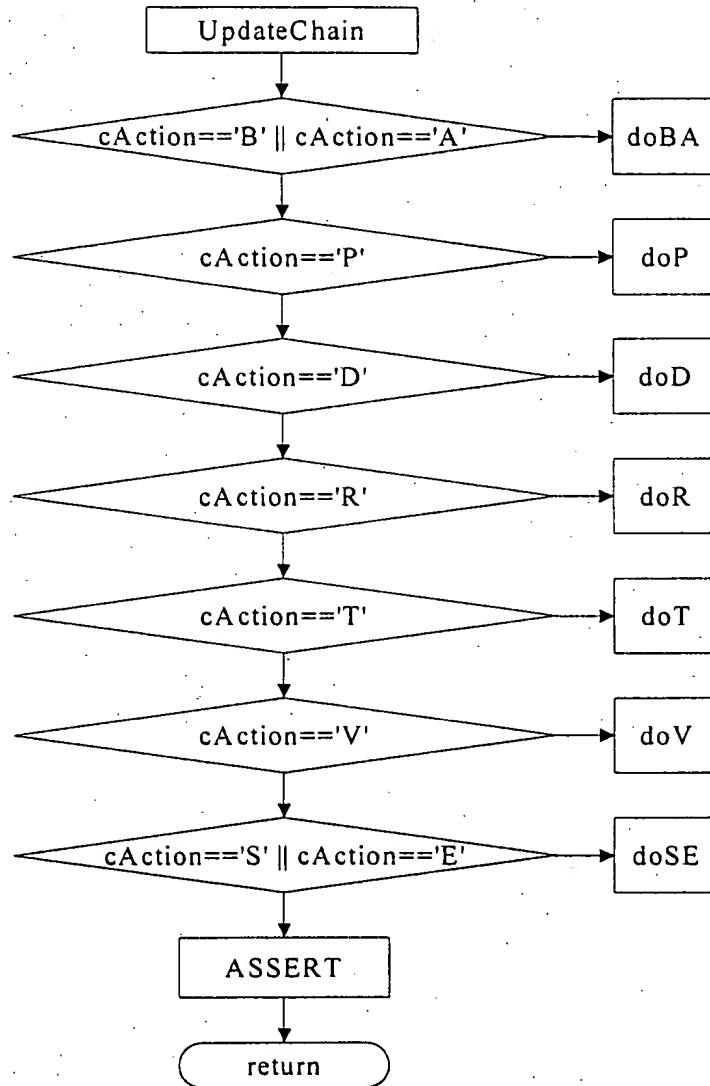 UpdateChain
cAction=='B' || cAction=='A'
doBA
cAction=='P'
doP
cAction=='D'
doD
cAction=='R'
doR
cAction=='T'
doT
cAction=='V'
doV
cAction=='S' || cAction=='E'
doSE
ASSERT
return